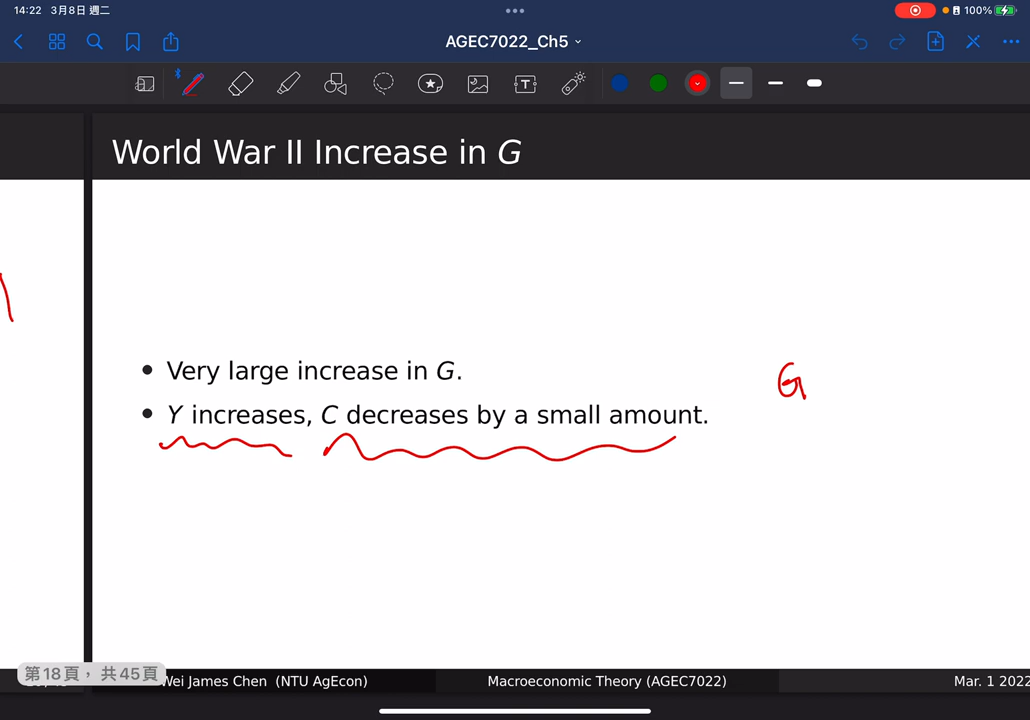 14:22 3月8日 週二
100%
AGEC7022_Ch5
T
World War II Increase in G
Very large increase in G.
G
Y increases, C decreases by a small amount.
第18頁，共45頁
Wei James Chen (NTU AgEcon)
Macroeconomic Theory (AGEC7022)
Mar. 1 2022